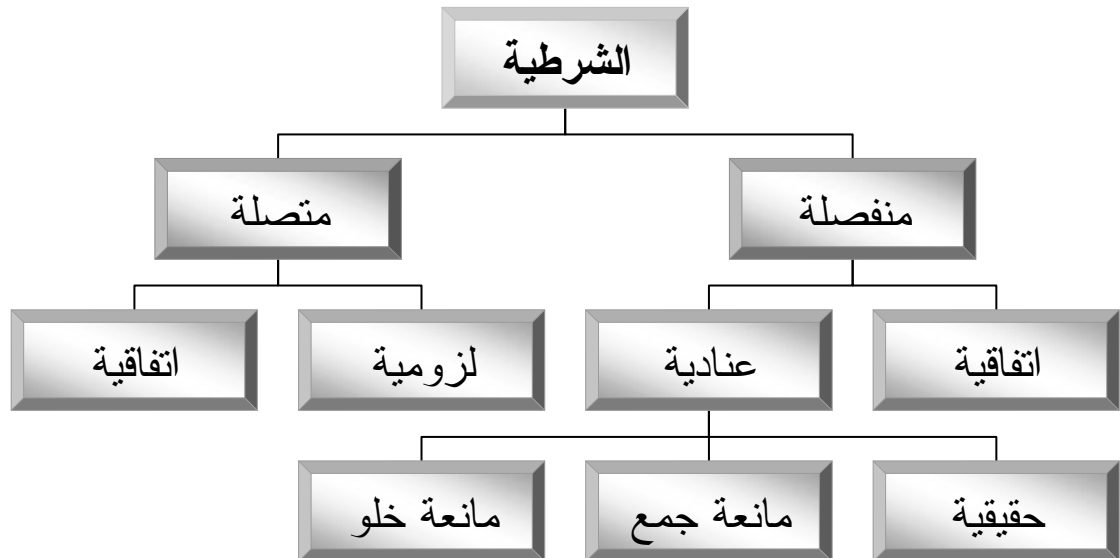 الشرطية
منفصلة
متصلة
اتفاقية
عنادية
لزومية
اتفاقية
حقيقية
مانعة جمع
مانعة خلو